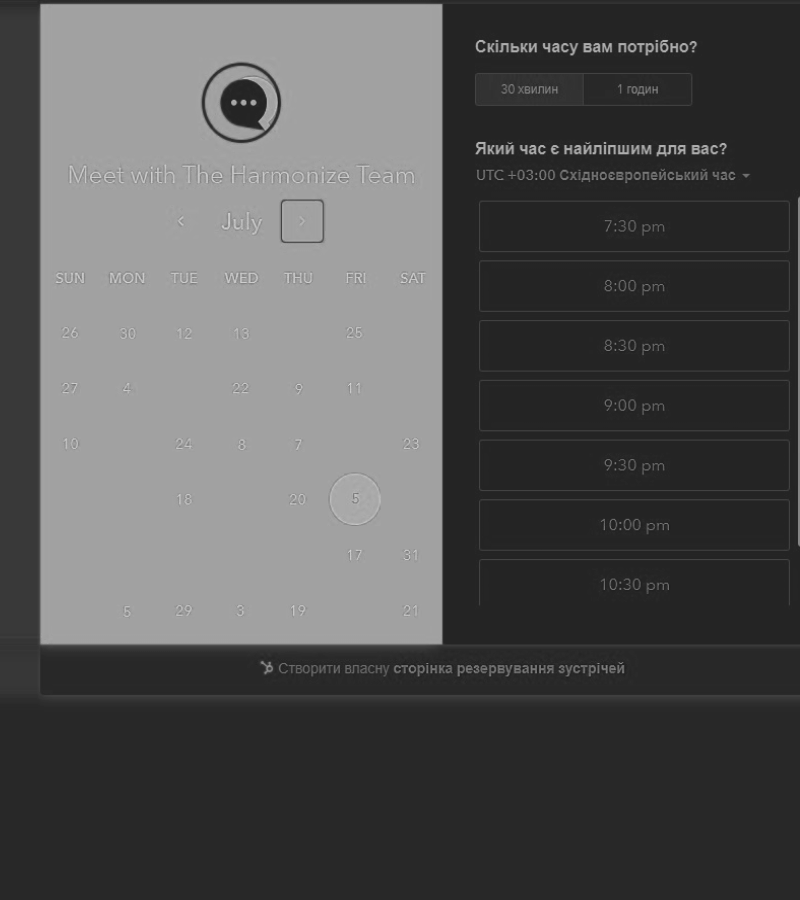 Скільки часу вам потрібно?
30 хвилин 1 годин
Який час є найліпшим для вас?
UTC +03:00 Східноєвропейський час
Meet with The Harmonize Team
July
SUN MON TUE WED THU FRI SAT
26 30 12 13 25
27 4 22 9 11
10 24 8 7 23
18 20 5
17 31
5 29 3 19 21
7:30 pm
8:00 pm
8:30 pm
9:00 pm
9:30 pm
10:00 pm
10:30 pm
Створити власну сторінка резервування зустрічей